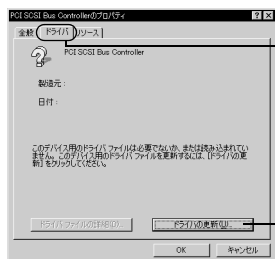 PCI SCSI Bus Controllerのプロパティ
全般 ドライバ リソース
PCI SCSI Bus Controller
製造元:
日付:
このデバイス用のドライバ ファイルは必要でないか、または読み込まれていません。このデバイス用のドライバ ファイルを更新するには、[ドライバの更新]をクリックしてください。
ドライバ ファイルの詳細(D)...
ドライバの更新(U)...
OK キャンセル